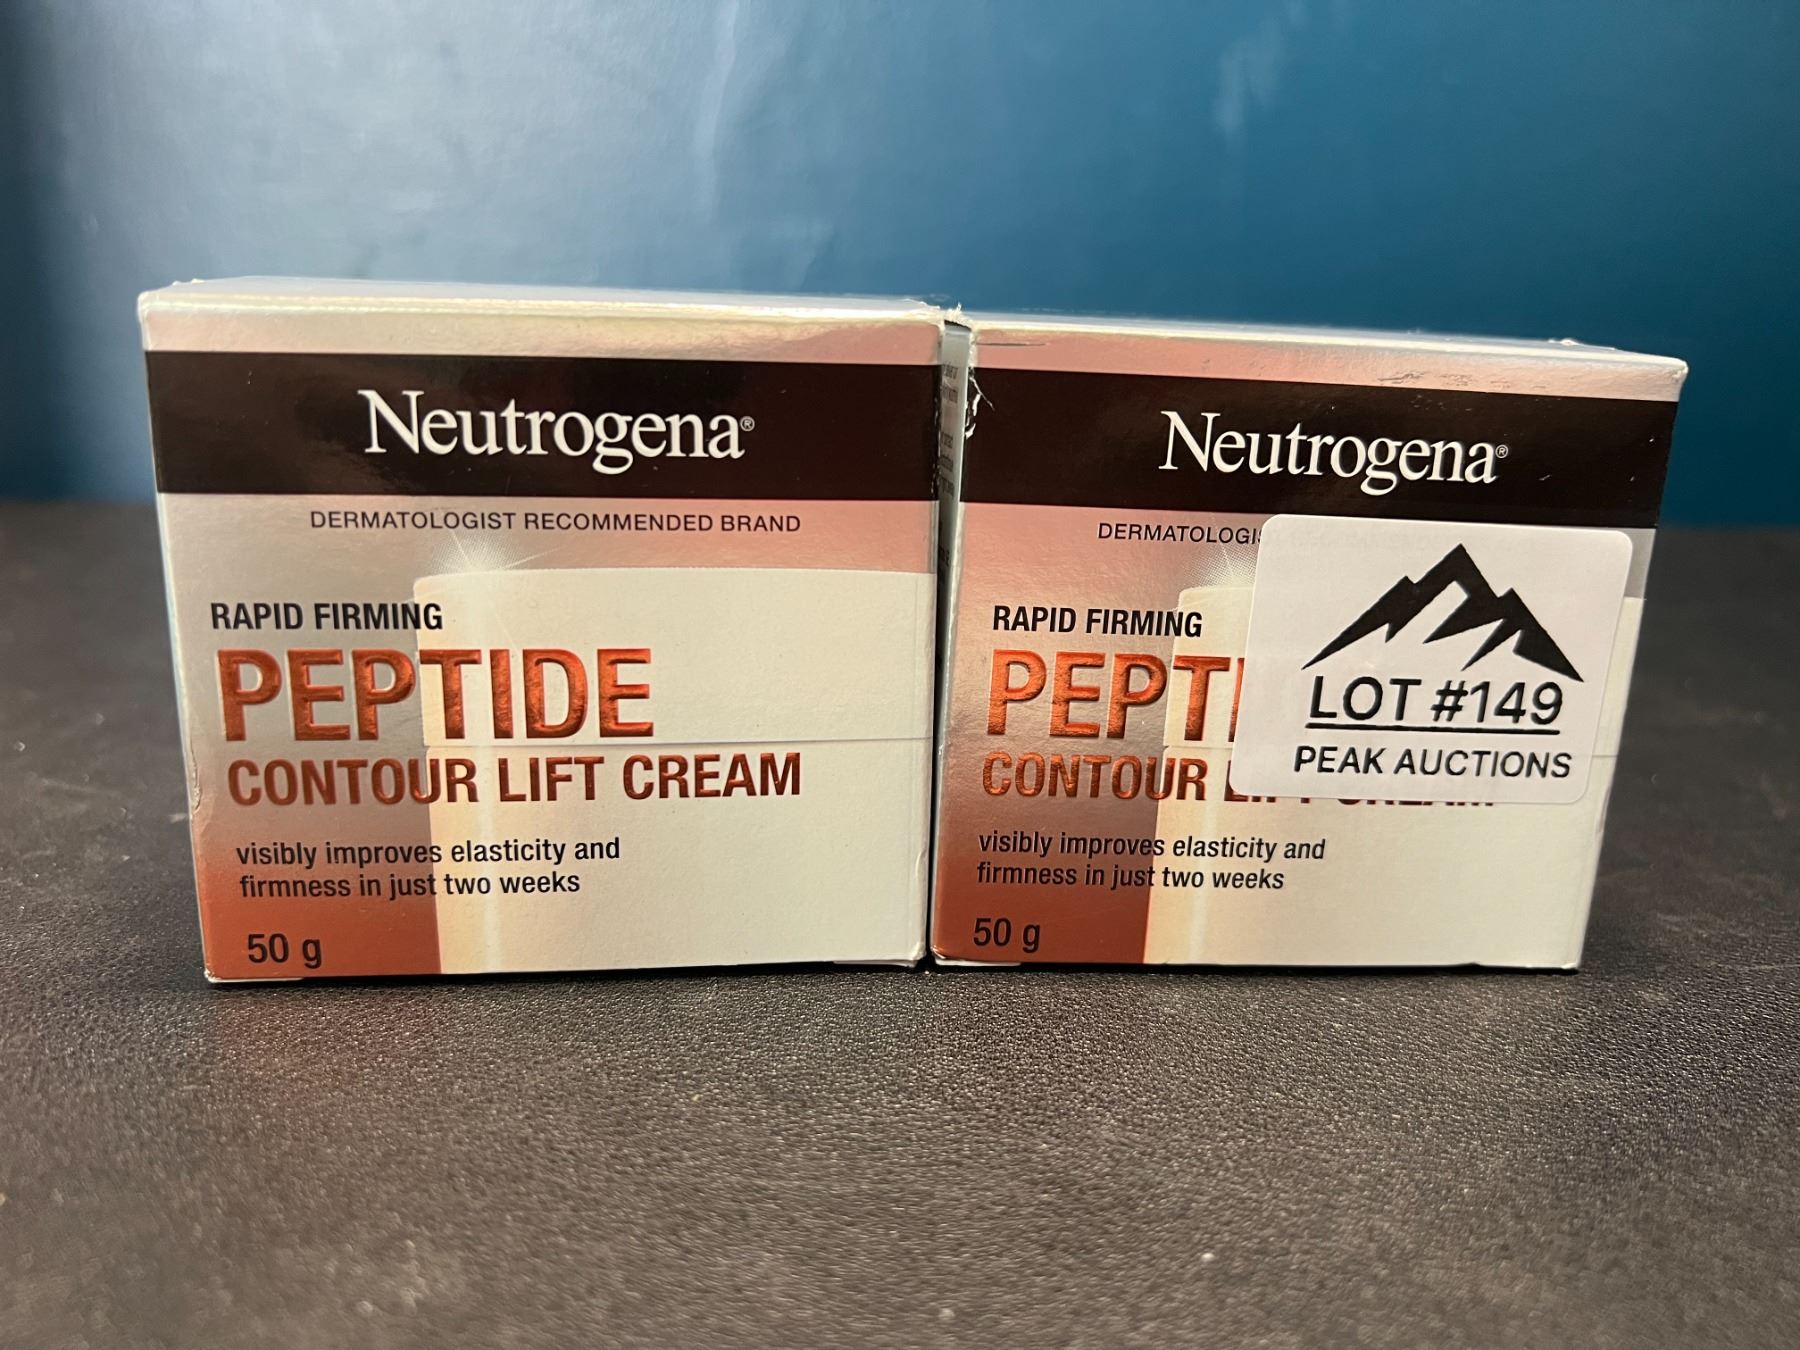 Neutrogena®
DERMATOLOGIST RECOMMENDED BRAND
RAPID FIRMING
PEPTIDE
CONTOUR LIFT CREAM
visibly improves elasticity and
firmness in just two weeks
50 g
Neutrogena®
DERMATOLOGIS
RAPID FIRMING
PEPTI
CONTOUR
visibly improves elasticity and
firmness in just two weeks
50 g
LOT #149
PEAK AUCTIONS